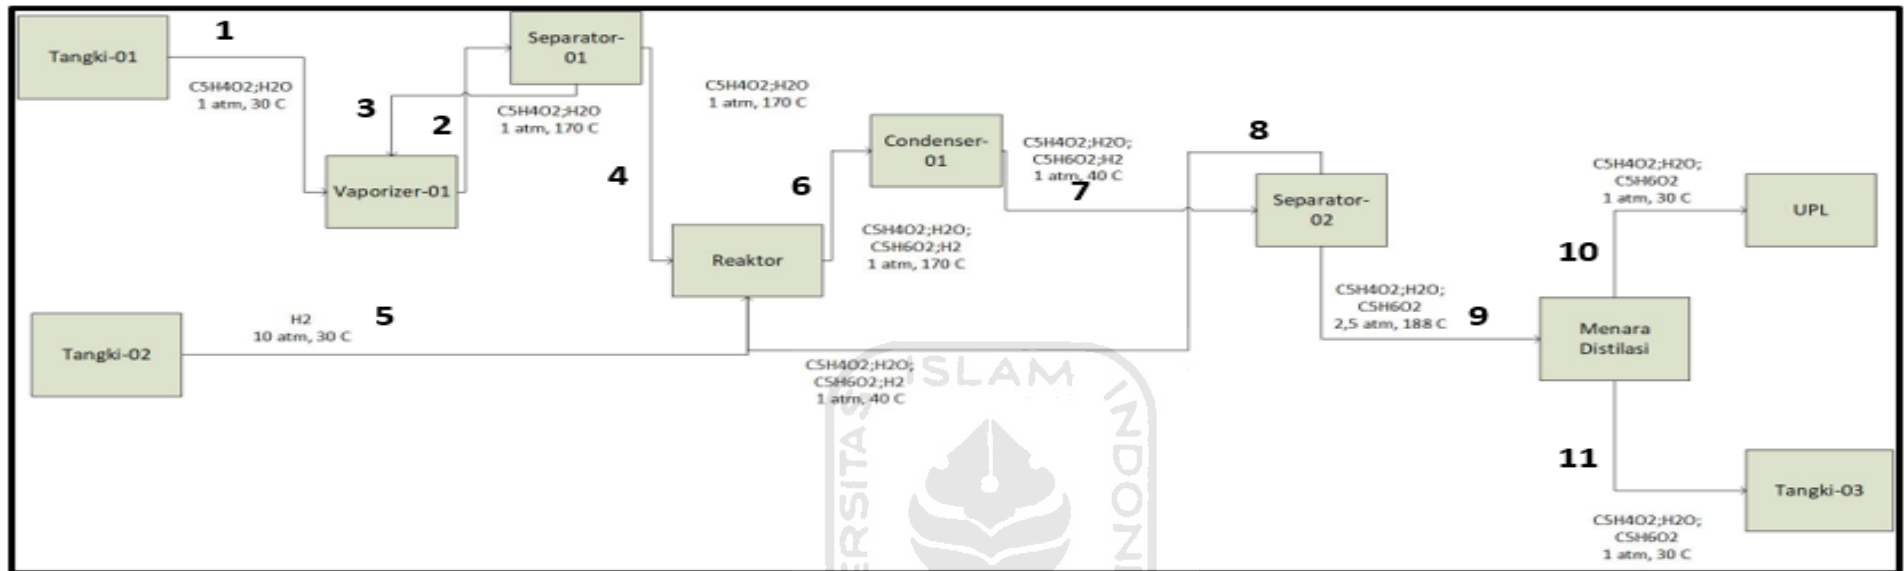 1
Tangki-01
C5H4O2;H2O
1 atm, 30 C
Separator-
01
3
2
C5H4O2;H2O
1 atm, 170 C
Vaporizer-01
C5H4O2;H2O
1 atm, 170 C
4
Condenser-
01
6
C5H4O2;H2O;
C5H6O2;H2
1 atm, 40 C
7
8
Separator-
02
Reaktor
C5H4O2;H2O;
C5H6O2;H2
1 atm, 170 C
C5H4O2;H2O;
C5H6O2
1 atm, 30 C
UPL
10
H2
10 atm, 30 C
5
Tangki-02
C5H4O2;H2O;
C5H6O2
2,5 atm, 188 C
9
Menara
Distilasi
C5H4O2;H2O;
C5H6O2;H2
1 atm, 40 C
11
Tangki-03
C5H4O2;H2O;
C5H6O2
1 atm, 30 C
ISLAM